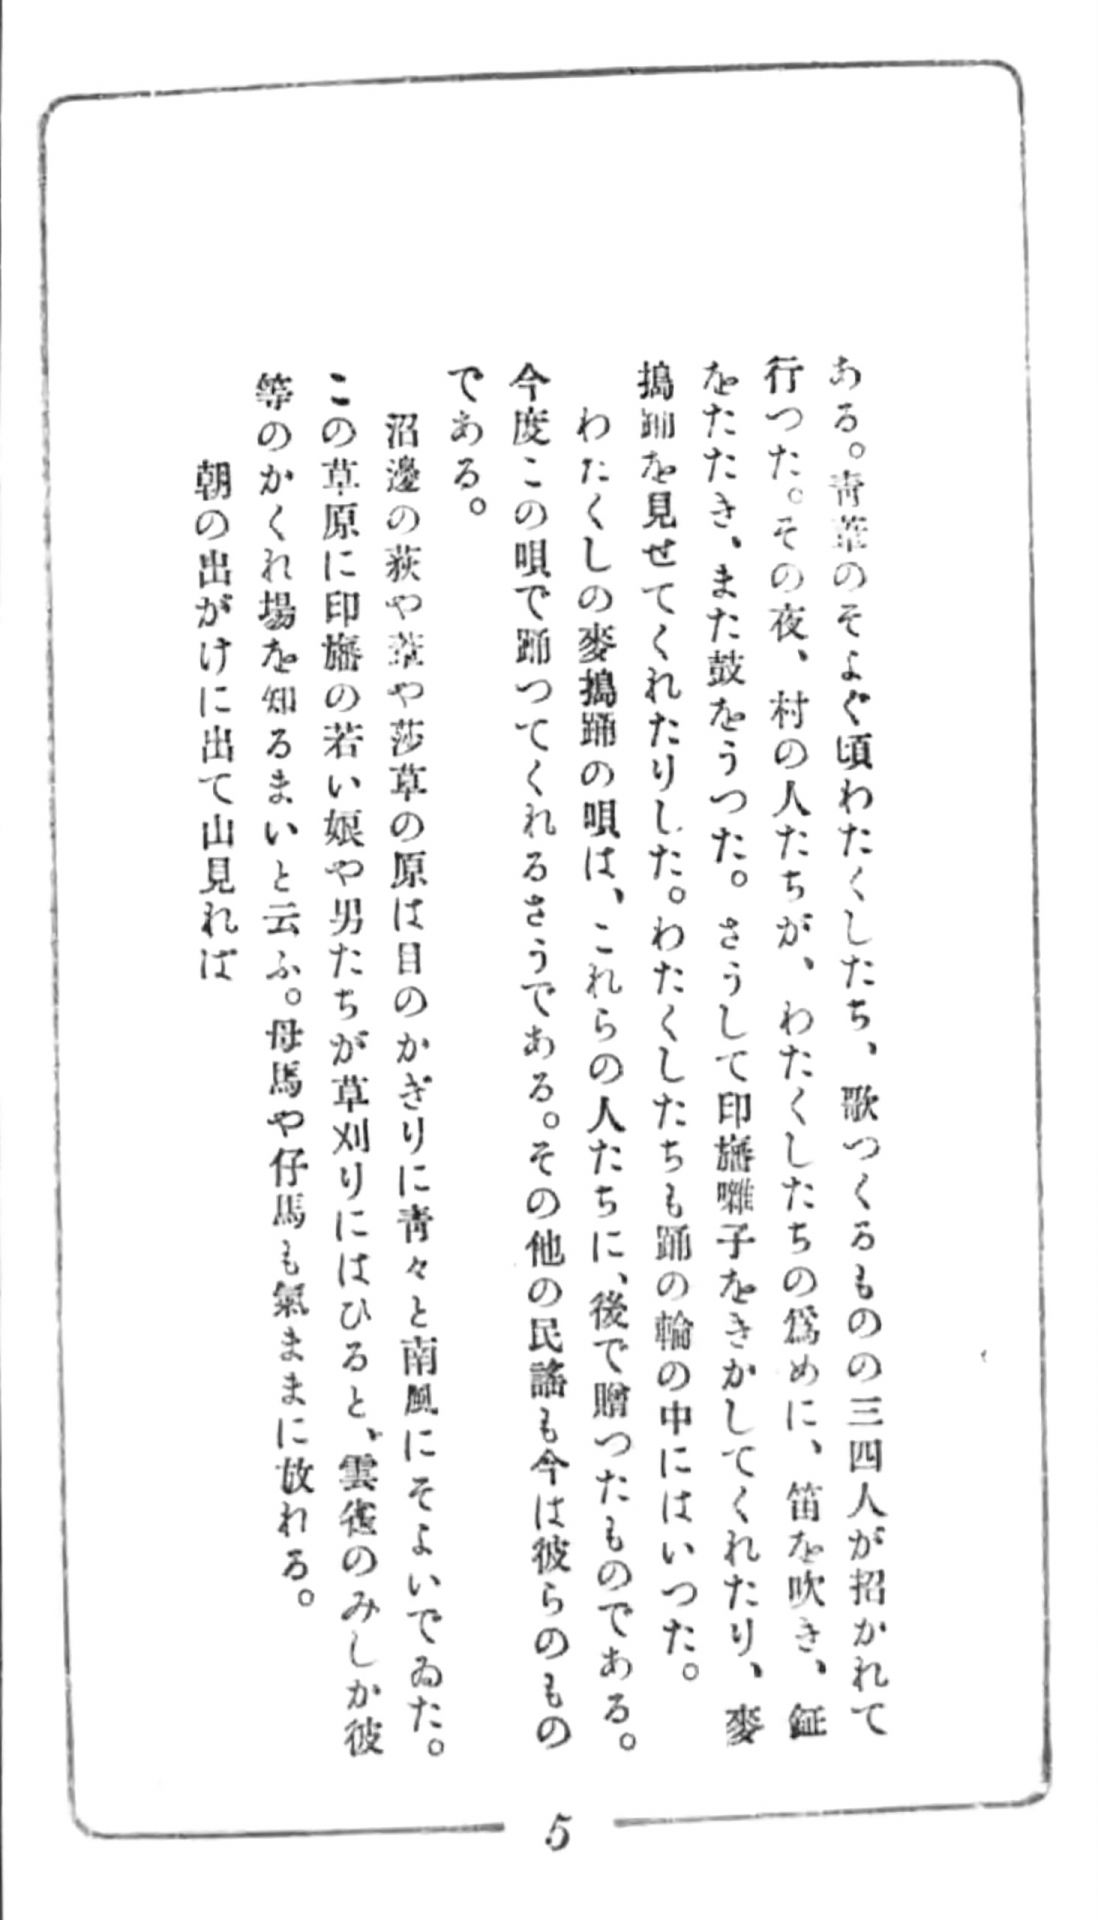 ある。靑葦のそよぐ頃わたくしたち、歌つくるものの三四人が招かれて
行つた。その夜、村の人たちが、わたくしたちの爲めに、笛を吹き、鉦
をたたき、また鼓をうつた。さうして印旛囃子をきかしてくれたり、麥
搗踊を見せてくれたりした。わたくしたちも踊の輪の中にはいつた。
わたくしの麥搗踊の唄は、これらの人たちに、後で贈つたものである。
今度この唄で踊つてくれるさうである。その他の民謠も今は彼らのもの
である。
沼邊の荻や葦や莎草の原は目のかぎりに靑々と南風にそよいでゐた。
この草原に印旛の若い娘や男たちが草刈りにはひると、雲雀のみしか彼
等のかくれ場を知るまいと云ふ。母馬や仔馬も氣ままに放れる。
朝の出がけに出て山見れば
5